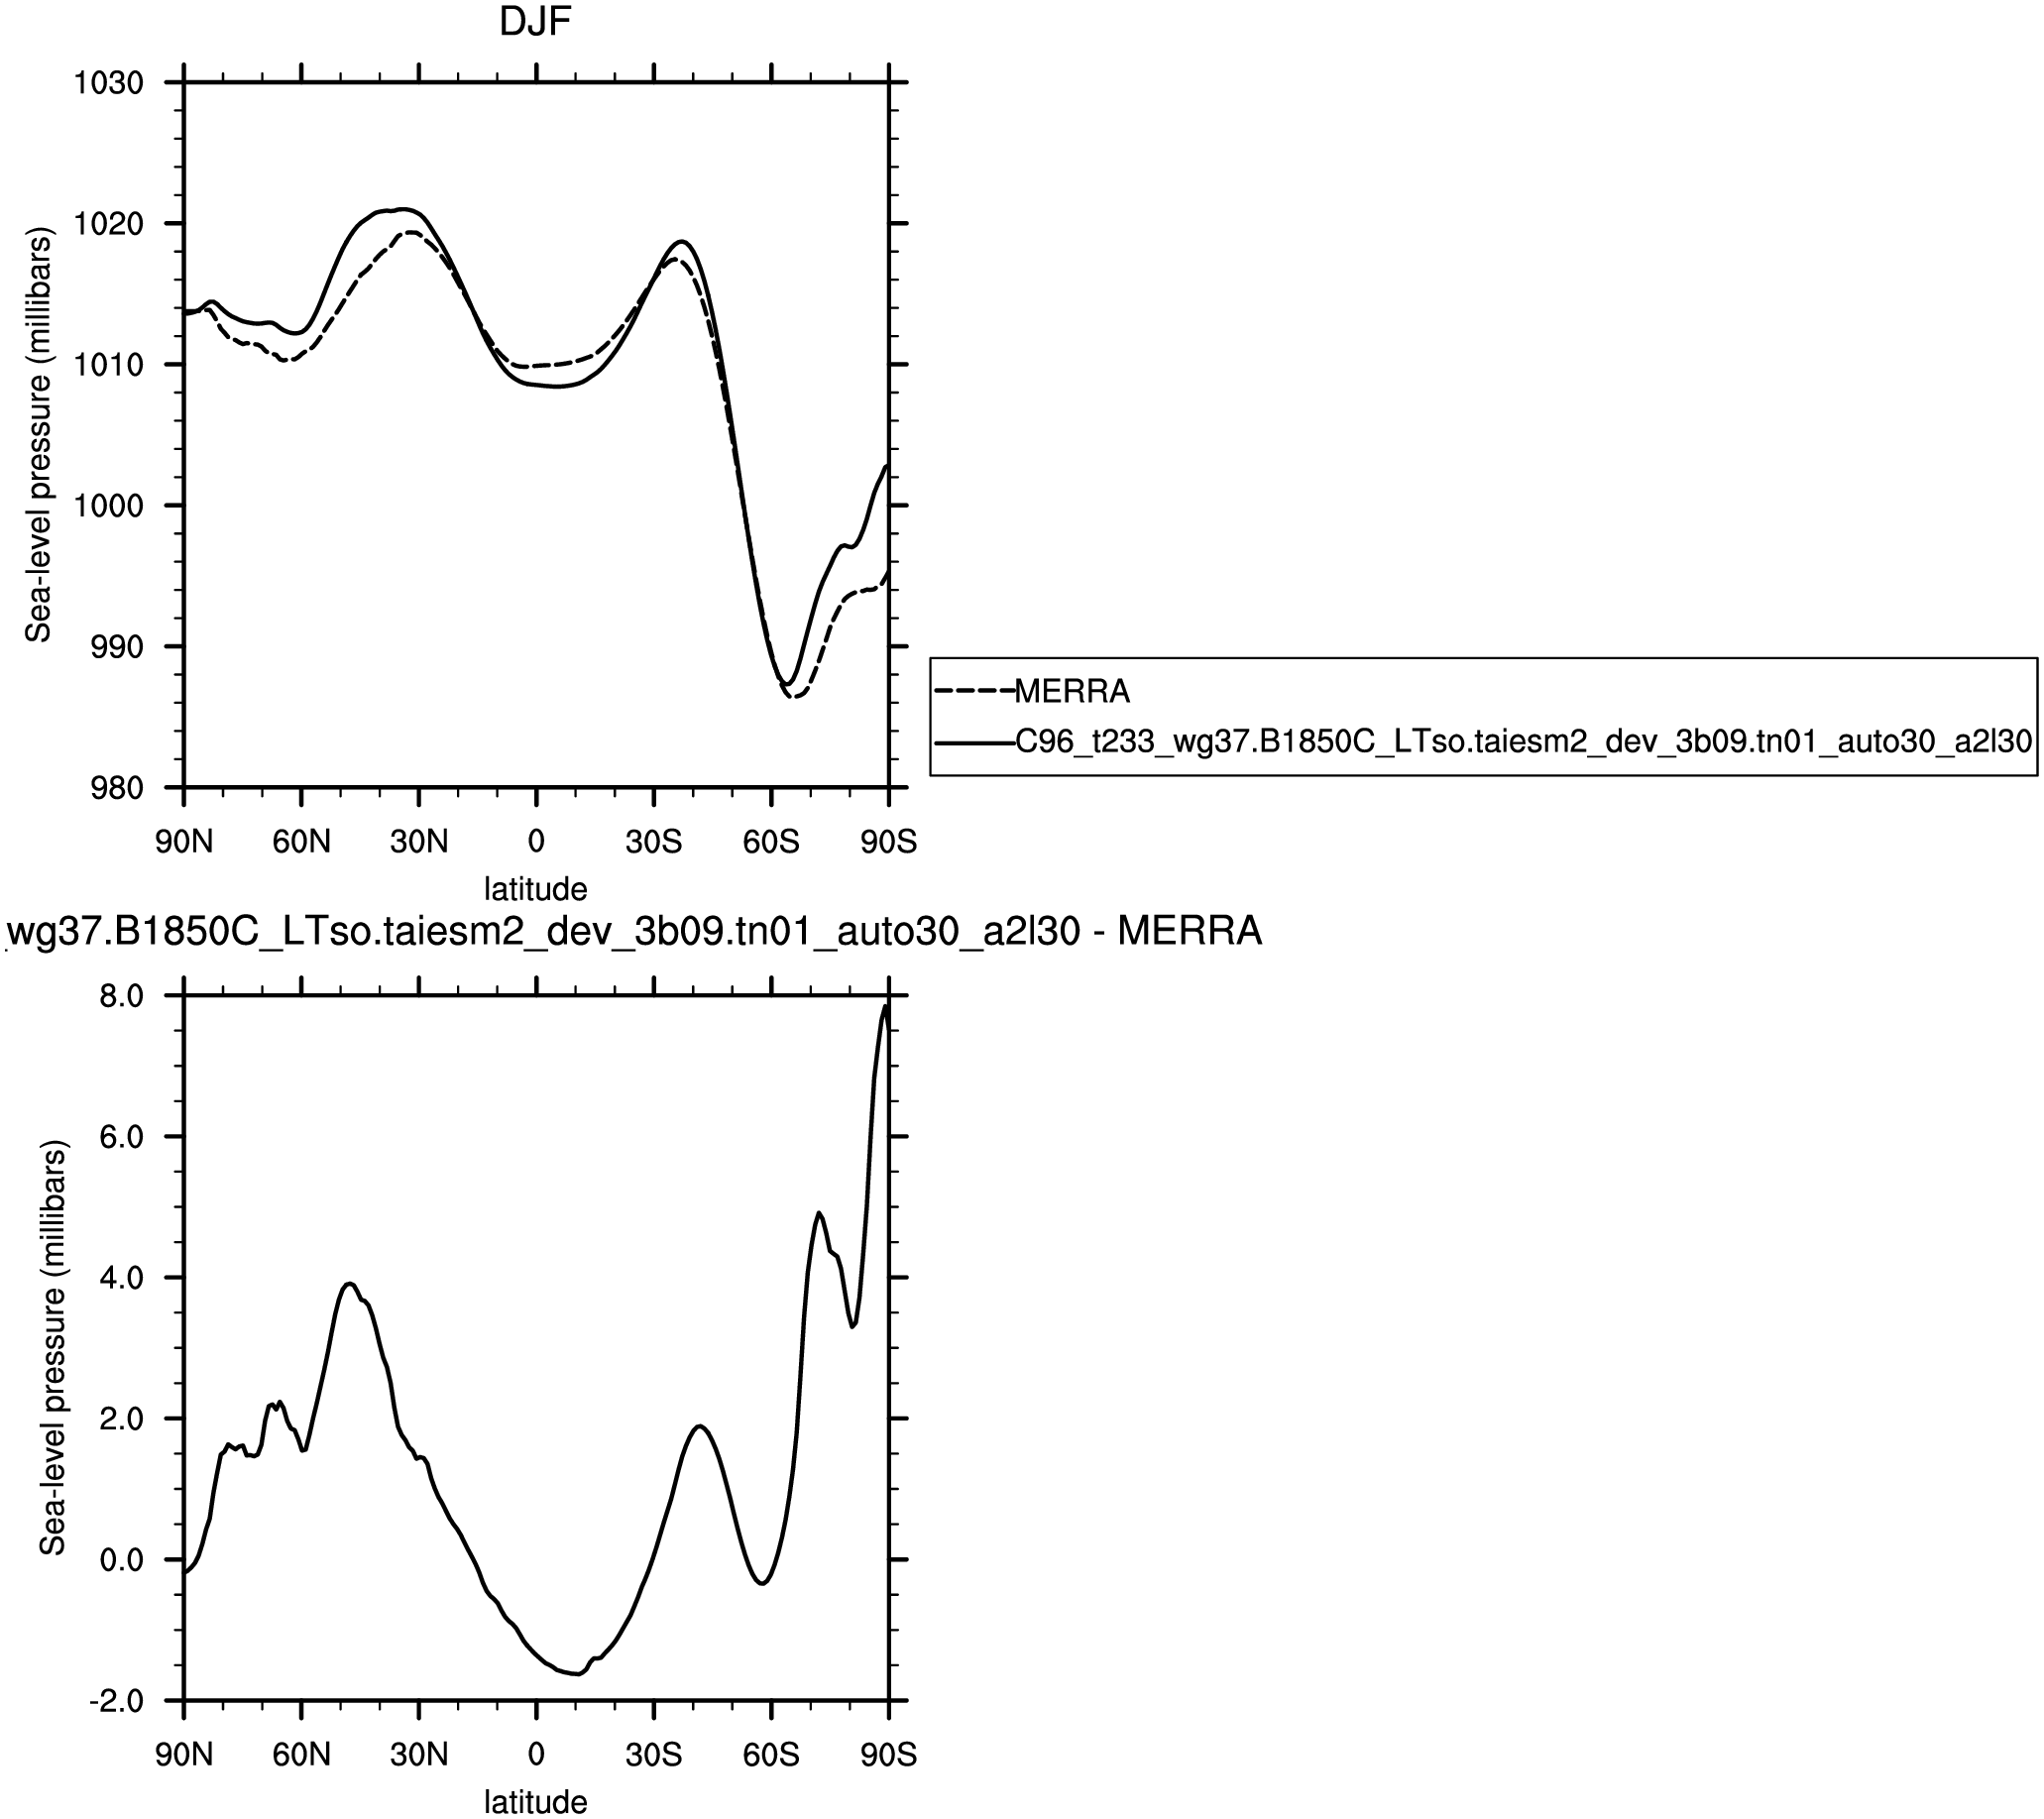 DJF
1030
1020
1010
1000
990
980
Sea-level pressure (millibars)
90N 60N 30N 0 30S 60S 90S
latitude
MERRA
C96_t233_wg37.B1850C_LTso.taiesm2_dev_3b09.tn01_auto30_a2l30
wg37.B1850C_LTso.taiesm2_dev_3b09.tn01_auto30_a2l30 - MERRA
8.0
6.0
4.0
2.0
0.0
-2.0
Sea-level pressure (millibars)
90N 60N 30N 0 30S 60S 90S
latitude